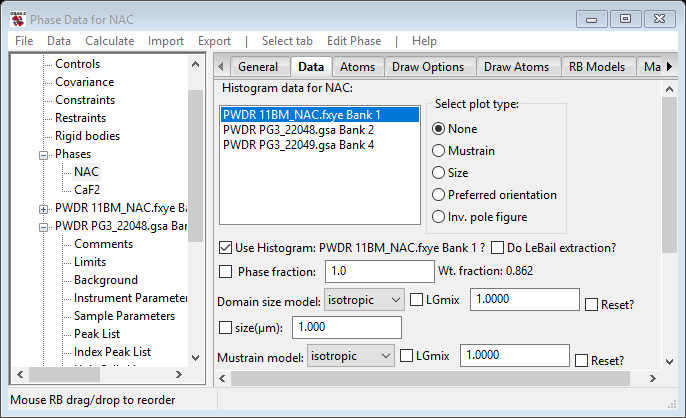 Phase Data for NAC
File Data Calculate Import Export | Select tab Edit Phase | Help
Controls
Covariance
Constraints
Restraints
Rigid bodies
Phases
NAC
CaF2
PWDR 11BM_NAC.fxye Ba
PWDR PG3_22048.gsa Ban
Comments
Limits
Background
Instrument Parameter
Sample Parameters
Peak List
Index Peak List
General Data Atoms Draw Options Draw Atoms RB Models Ma
Histogram data for NAC:
PWDR 11BM_NAC.fxye Bank 1
PWDR PG3_22048.gsa Bank 2
PWDR PG3_22049.gsa Bank 4
Select plot type:
None
Mustrain
Size
Preferred orientation
Inv. pole figure
Use Histogram: PWDR 11BM_NAC.fxye Bank 1 ? Do LeBail extraction?
Phase fraction: 1.0 Wt. fraction: 0.862
Domain size model: isotropic LGmix 1.0000 Reset?
size(μm): 1.000
Mustrain model: isotropic LGmix 1.0000 Reset?
Mouse RB drag/drop to reorder